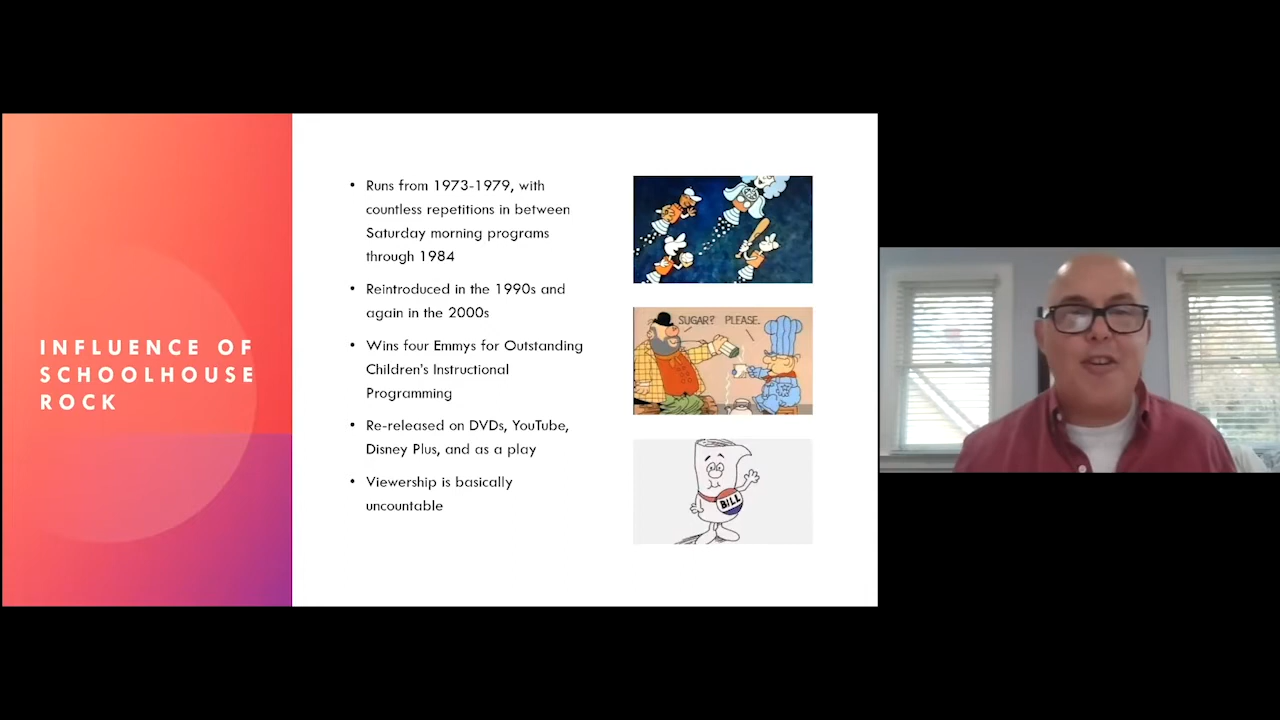 INFLUENCE OF
SCHOOLHOUSE
ROCK
• Runs from 1973-1979, with
countless repetitions in between
Saturday morning programs
through 1984
• Reintroduced in the 1990s and
again in the 2000s
• Wins four Emmys for Outstanding
Children's Instructional
Programming
• Re-released on DVDs, YouTube,
Disney Plus, and as a play
• Viewership is basically
uncountable
SUGAR? PLEASE.
BILL